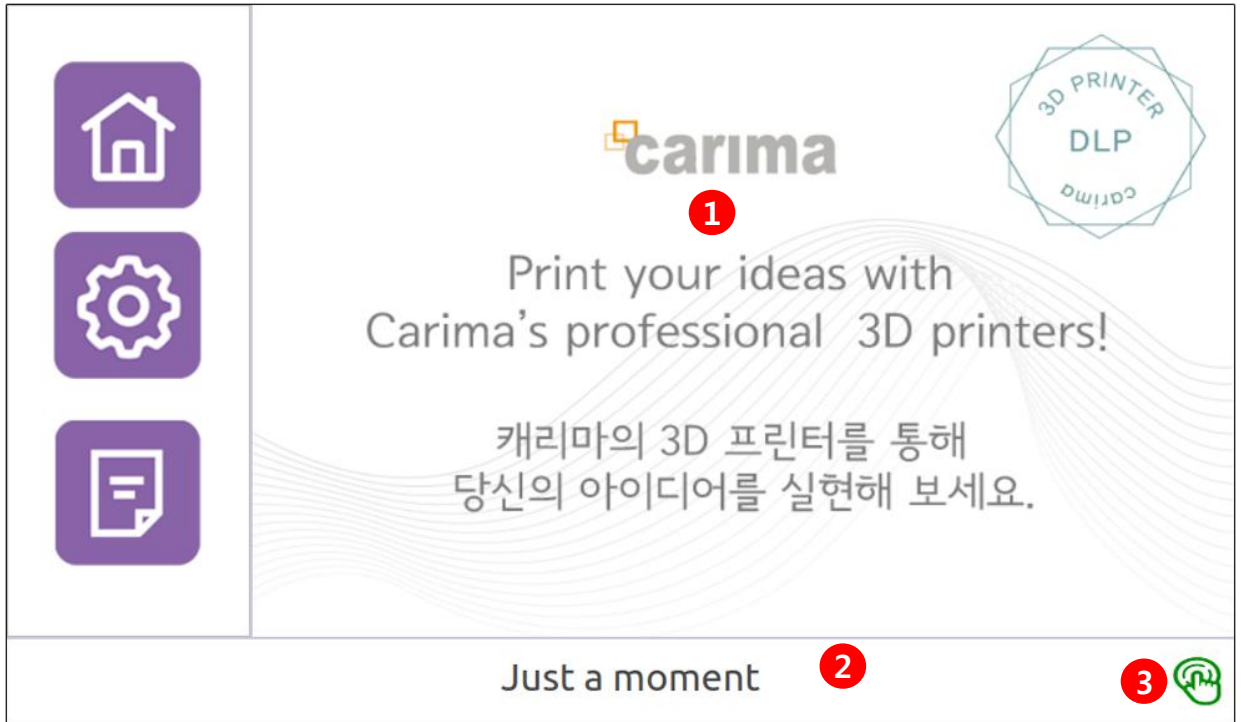 carima
3D PRINTER
DLP
carima
1
Print your ideas with
Carima's professional 3D printers!
캐리마의 3D 프린터를 통해
당신의 아이디어를 실현해 보세요.
Just a moment
2
3